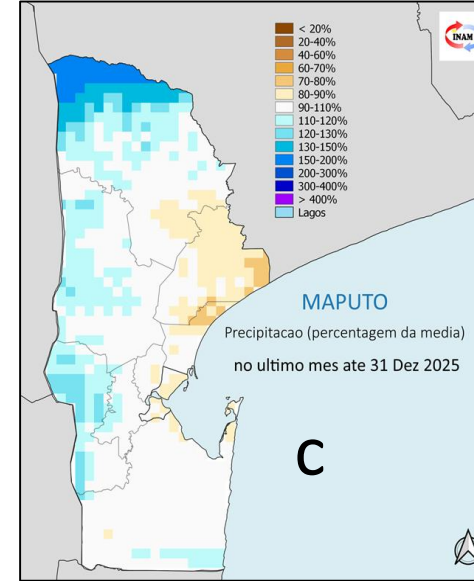 < 20%
20-40%
40-60%
60-70%
70-80%
80-90%
90-110%
110-120%
120-130%
130-150%
150-200%
200-300%
300-400%
> 400%
Lagos
INAM
MAPUTO
Precipitacao (percentagem da media)
no ultimo mes ate 31 Dez 2025
C